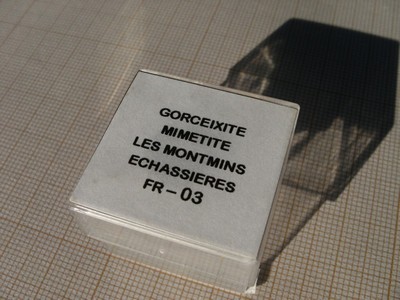 GORCEIXITE
MIMETITE
LES MONTMINS
ECHASSIERES
FR – 03